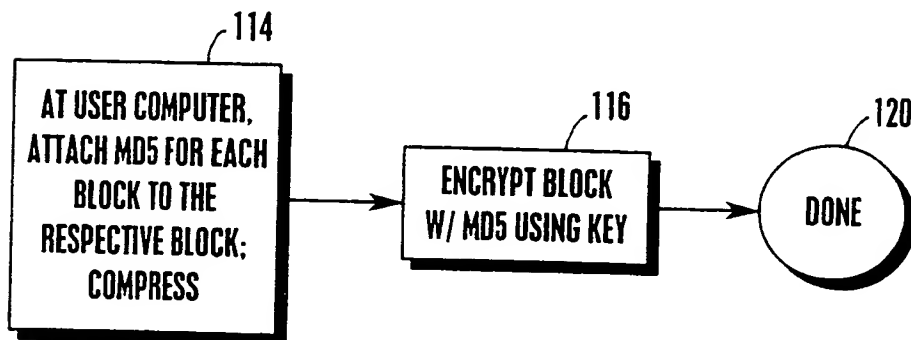 114
AT USER COMPUTER,
ATTACH MD5 FOR EACH
BLOCK TO THE
RESPECTIVE BLOCK;
COMPRESS
116
ENCRYPT BLOCK
W/ MD5 USING KEY
120
DONE